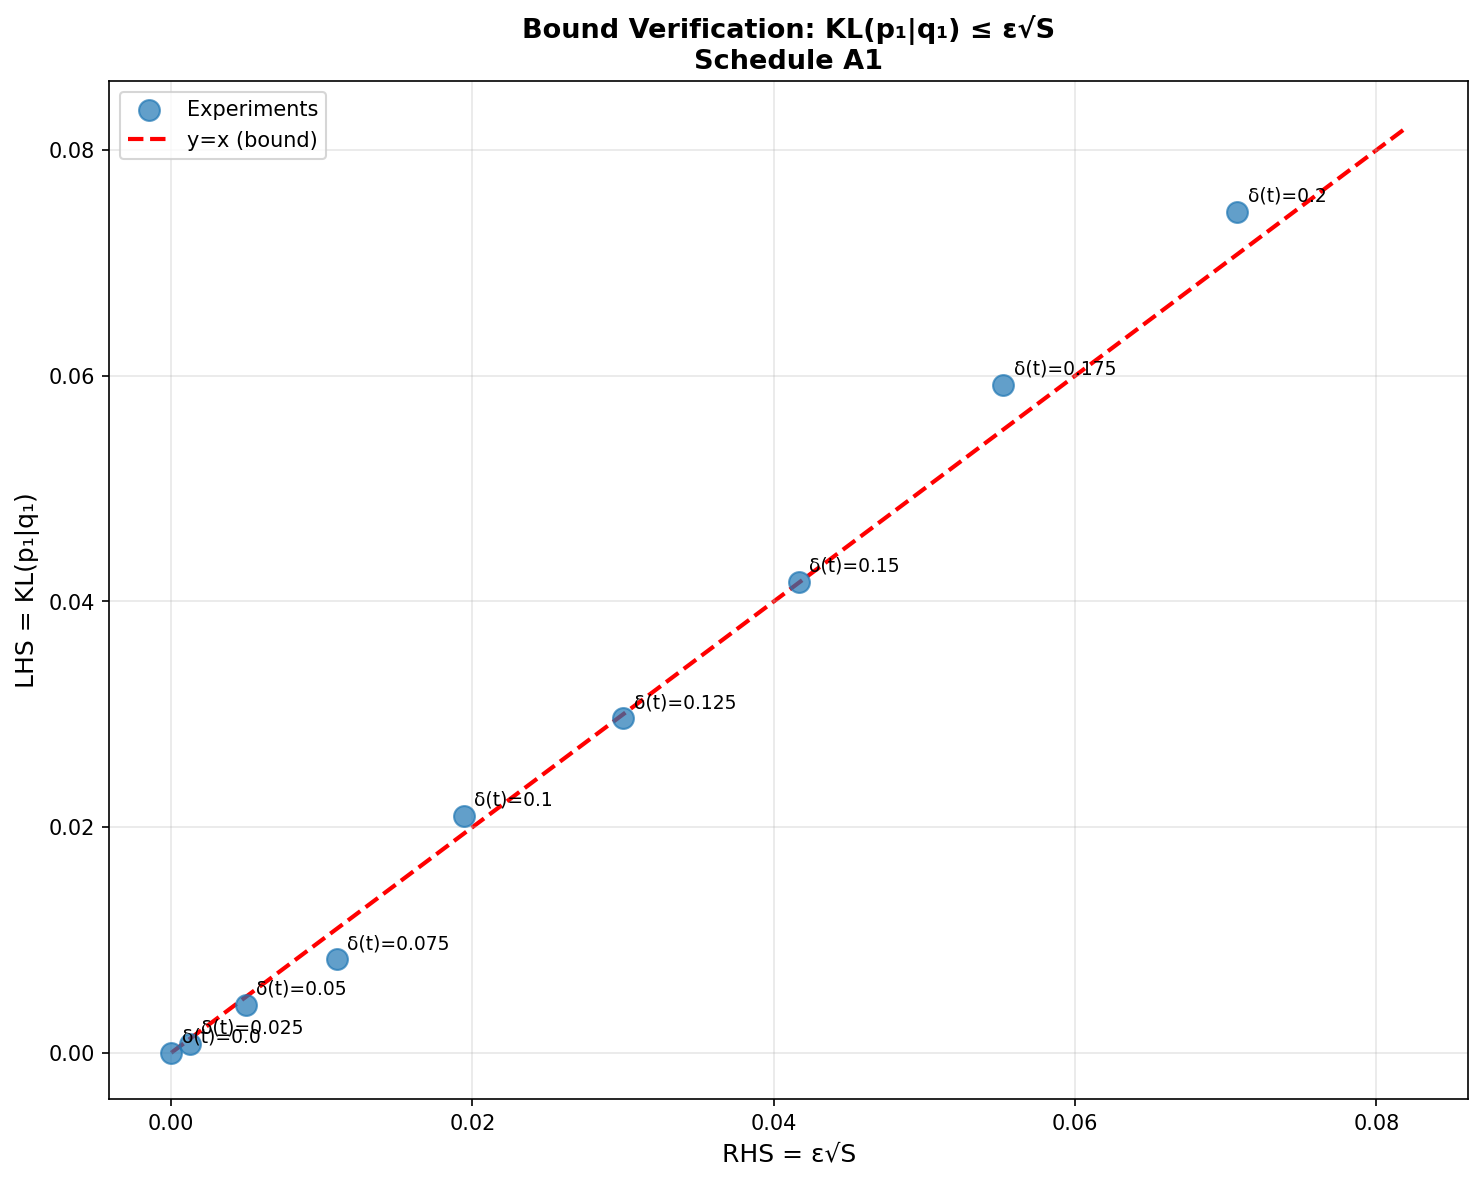 Bound Verification: KL(p₁|q₁) ≤ ε√S
Schedule A1
Experiments
y=x (bound)
0.08
δ(t)=0.2
0.06
δ(t)=0.175
LHS = KL(p₁|q₁)
0.04
δ(t)=0.15
δ(t)=0.125
0.02
δ(t)=0.1
δ(t)=0.075
δ(t)=0.05
δ(t)=0.025
δ(t)=0.0
0.00
0.00 0.02 0.04 0.06 0.08
RHS = ε√S